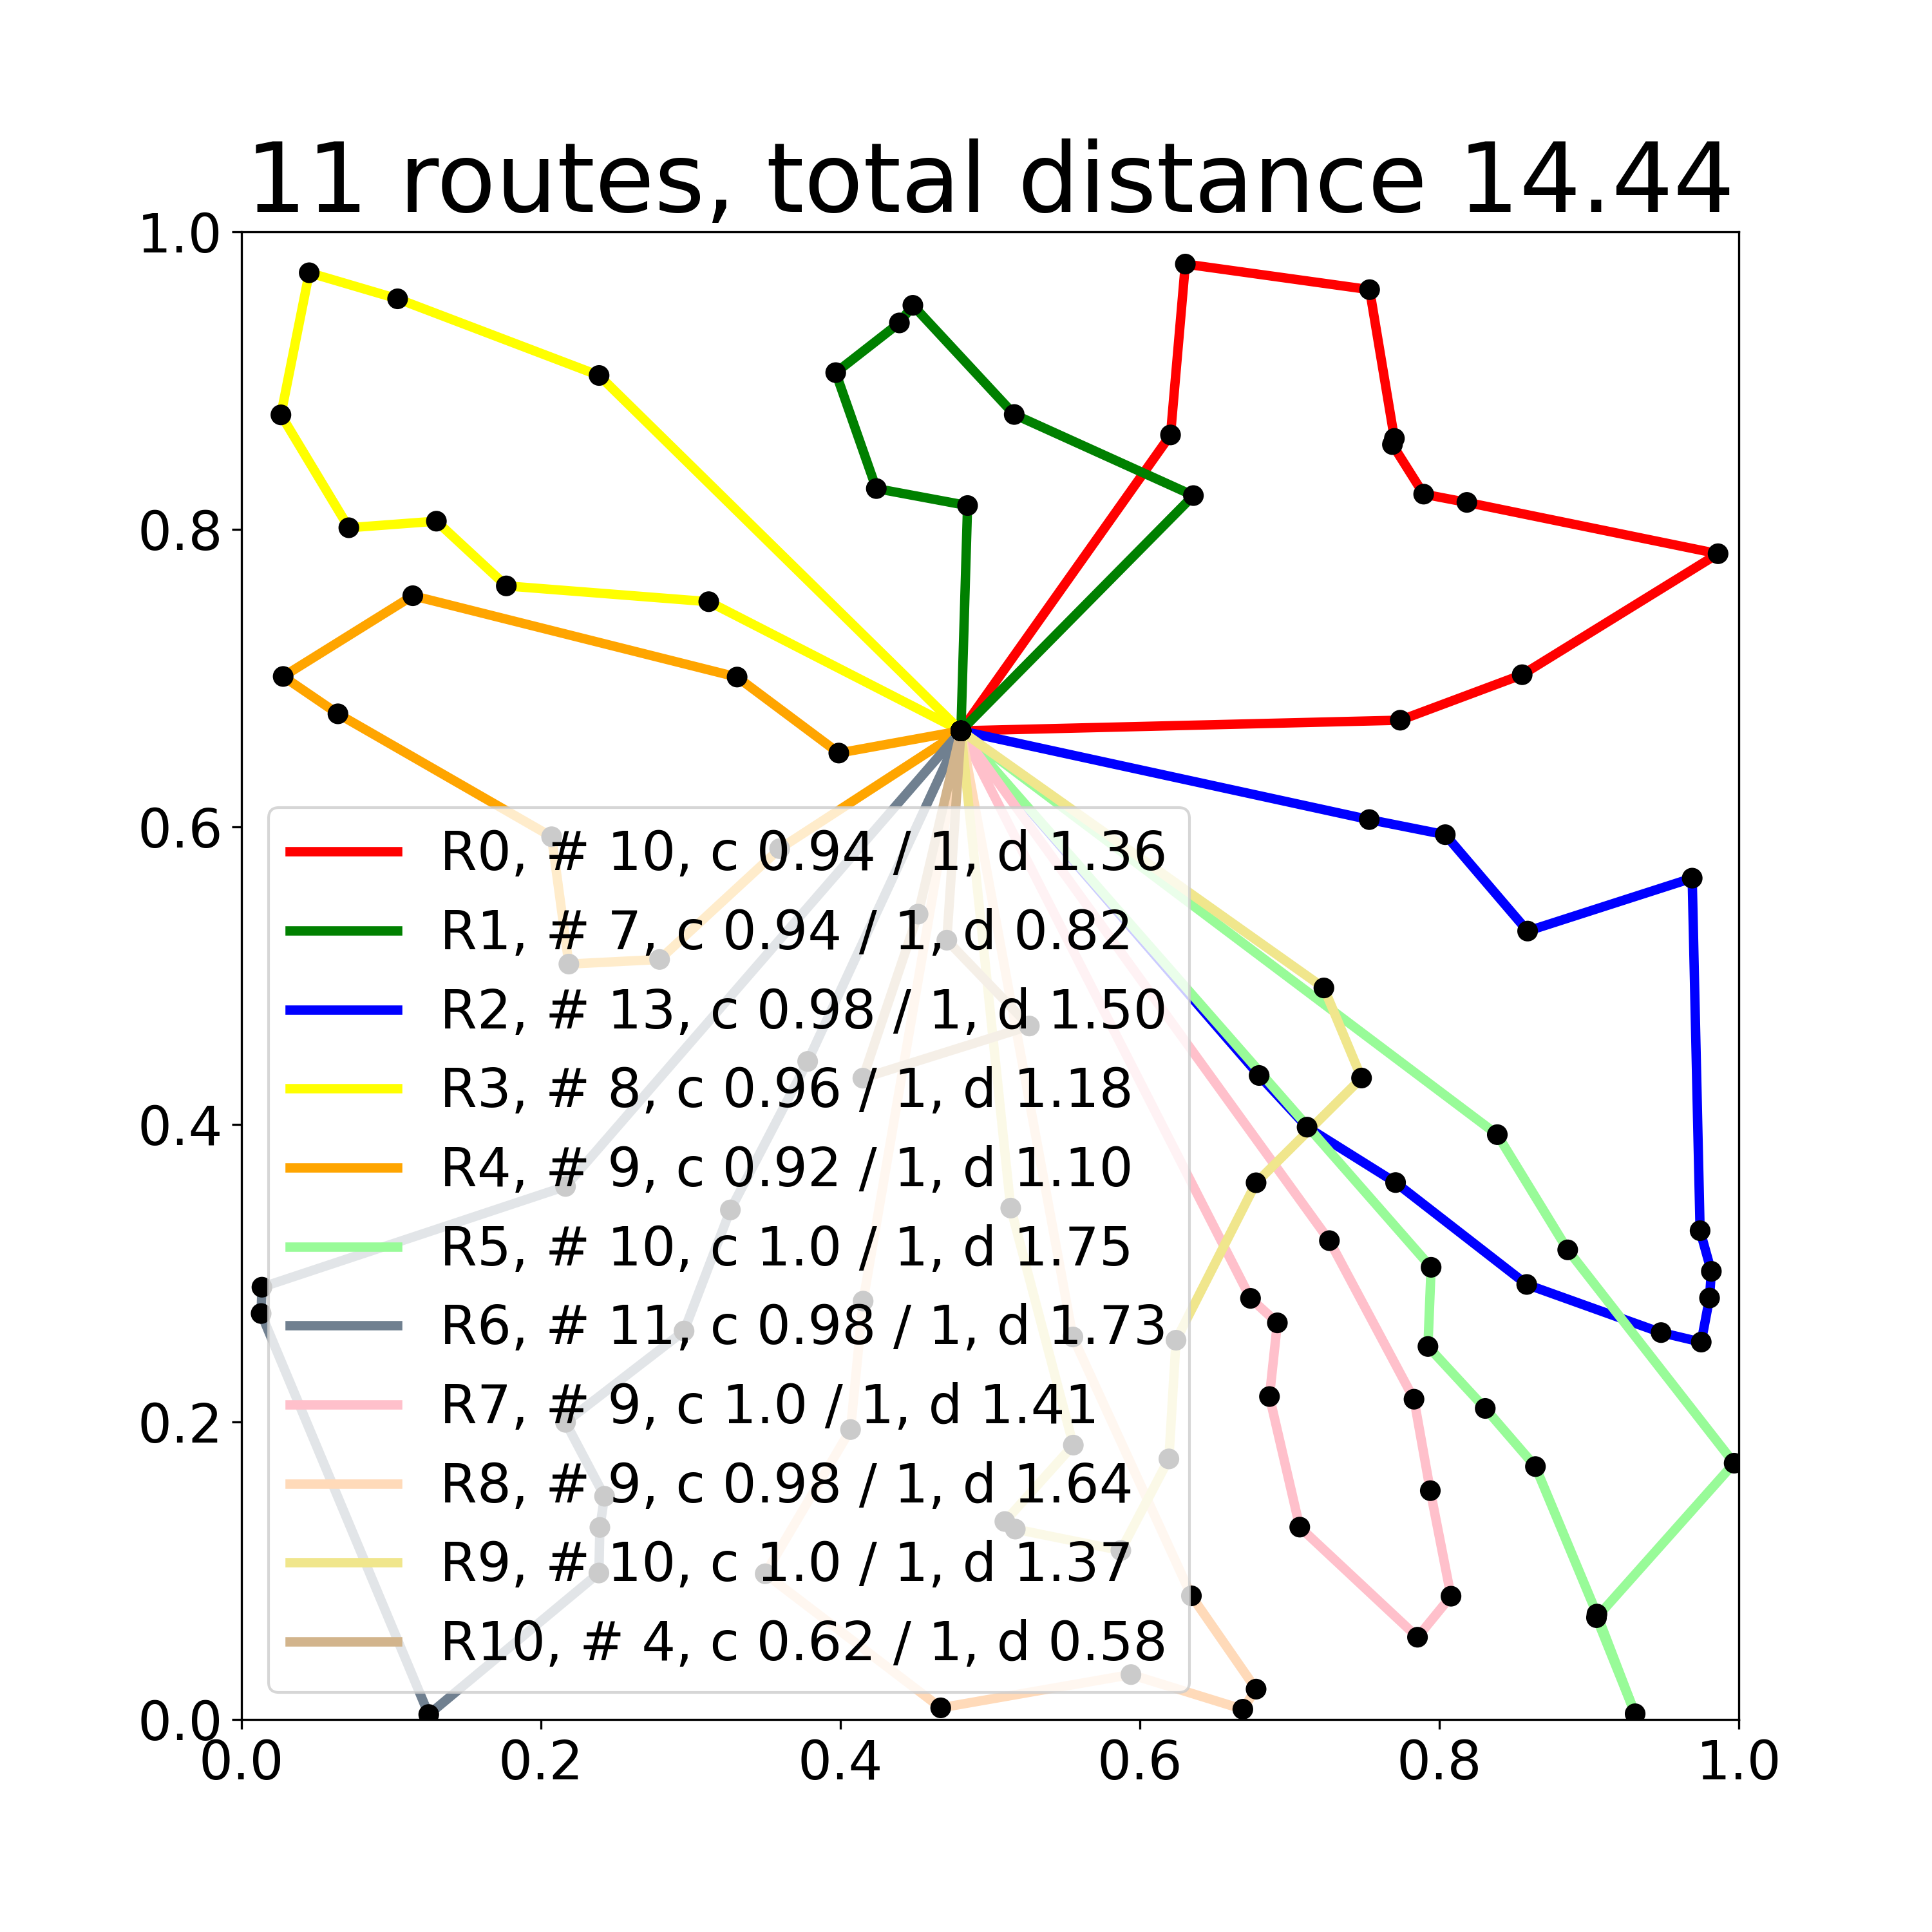 11 routes, total distance 14.44
1.0
0.8
0.6
0.4
0.2
0.0
R0, # 10, c 0.94 / 1, d 1.36
R1, # 7, c 0.94 / 1, d 0.82
R2, # 13, c 0.98 / 1, d 1.50
R3, # 8, c 0.96 / 1, d 1.18
R4, # 9, c 0.92 / 1, d 1.10
R5, # 10, c 1.0 / 1, d 1.75
R6, # 11, c 0.98 / 1, d 1.73
R7, # 9, c 1.0 / 1, d 1.41
R8, # 9, c 0.98 / 1, d 1.64
R9, # 10, c 1.0 / 1, d 1.37
R10, # 4, c 0.62 / 1, d 0.58
0.0 0.2 0.4 0.6 0.8 1.0